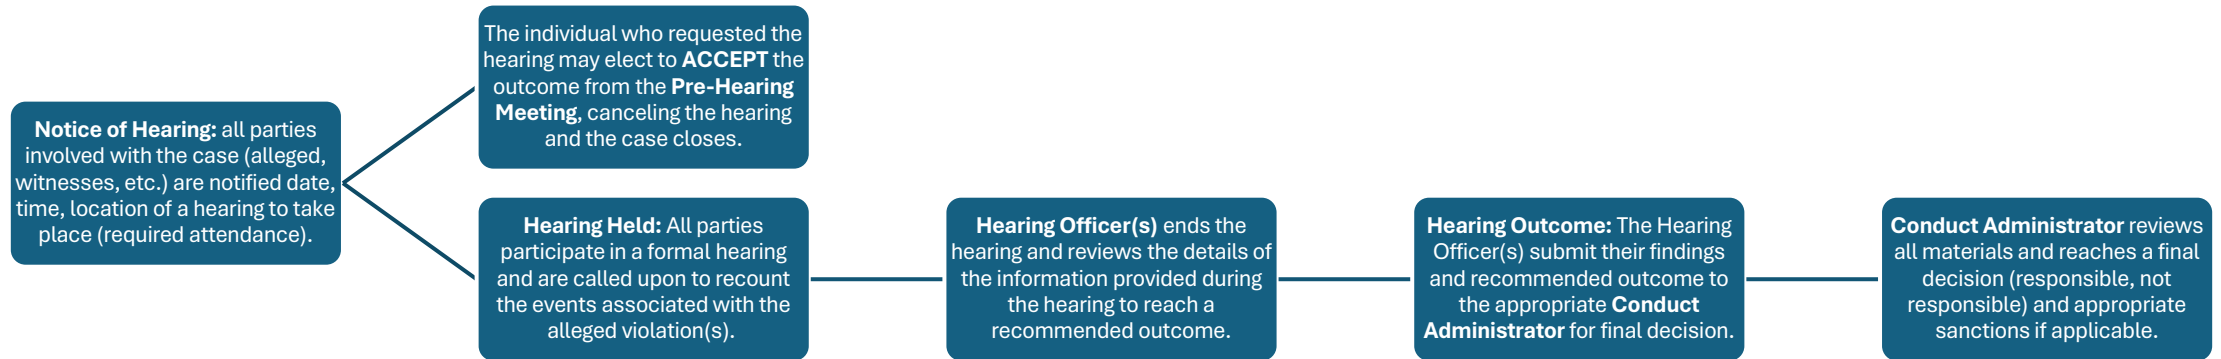 Notice of Hearing: all parties
involved with the case (alleged,
witnesses, etc.) are notified date,
time, location of a hearing to take
place (required attendance).
The individual who requested the
hearing may elect to ACCEPT the
outcome from the Pre-Hearing
Meeting, canceling the hearing
and the case closes.
Hearing Held: All parties
participate in a formal hearing
and are called upon to recount
the events associated with the
alleged violation(s).
Hearing Officer(s) ends the
hearing and reviews the details of
the information provided during
the hearing to reach a
recommended outcome.
Hearing Outcome: The Hearing
Officer(s) submit their findings
and recommended outcome to
the appropriate Conduct
Administrator for final decision.
Conduct Administrator reviews
all materials and reaches a final
decision (responsible, not
responsible) and appropriate
sanctions if applicable.